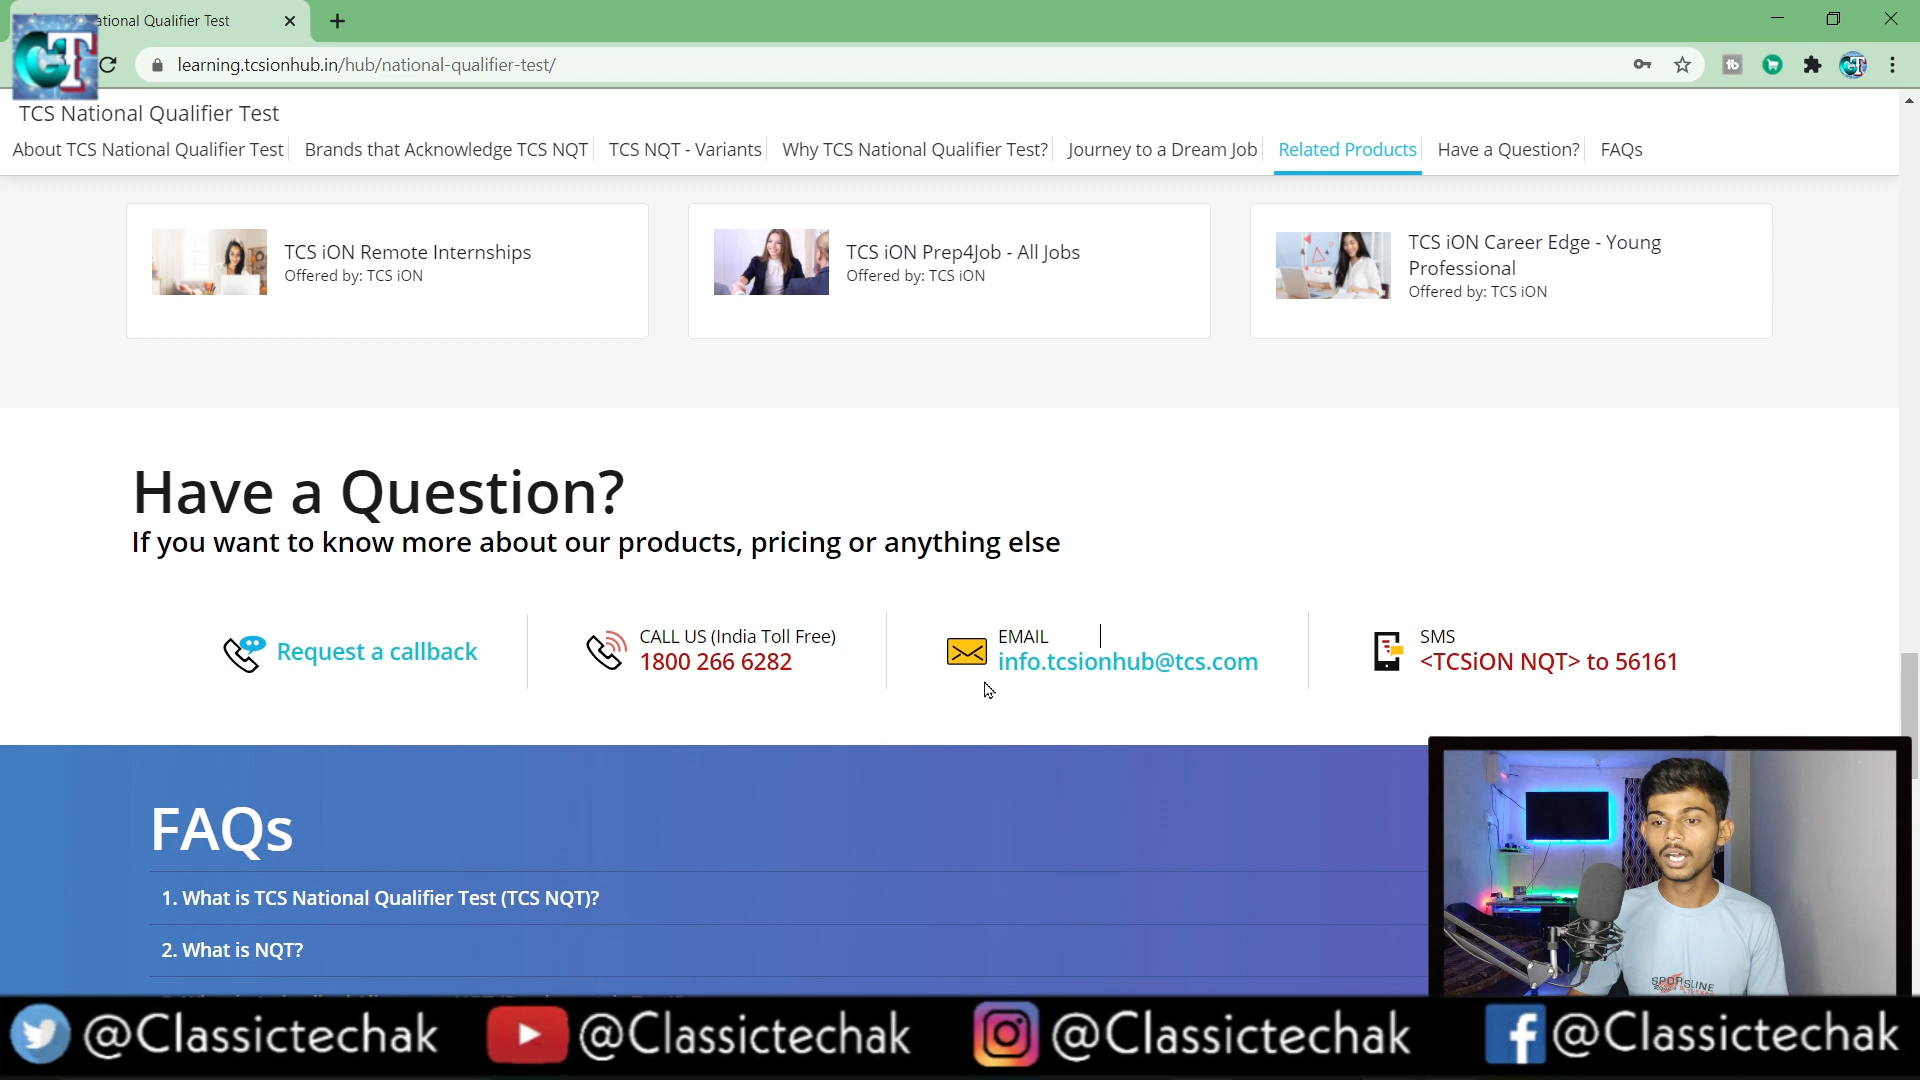 ational Qualifier Test
learning.tcsionhub.in/hub/national-qualifier-test/
CT
TCS National Qualifier Test
About TCS National Qualifier Test
Brands that Acknowledge TCS NQT
TCS NQT - Variants
Why TCS National Qualifier Test?
Journey to a Dream Job
Related Products
Have a Question?
FAQs
TCS iON Remote Internships
Offered by: TCS iON
TCS iON Prep4Job - All Jobs
Offered by: TCS iON
TCS iON Career Edge - Young
Professional
Offered by: TCS iON
Have a Question?
If you want to know more about our products, pricing or anything else
Request a callback
CALL US (India Toll Free)
1800 266 6282
EMAIL
info.tcsionhub@tcs.com
SMS
<TCSiON NQT> to 56161
FAQs
1. What is TCS National Qualifier Test (TCS NQT)?
2. What is NQT?
SPORSLINE
@Classictechak
@Classictechak
@Classictechak
@Classictechak